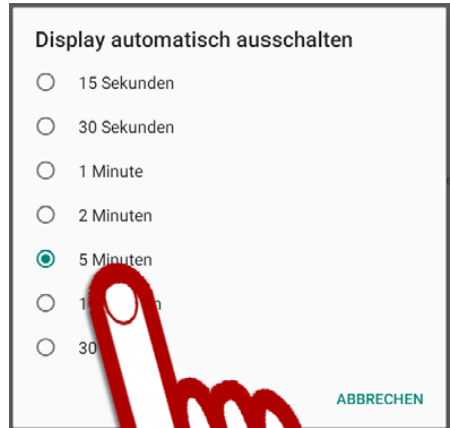 Display automatisch ausschalten
15 Sekunden
30 Sekunden
1 Minute
2 Minuten
5 Minuten
30
ABBRECHEN